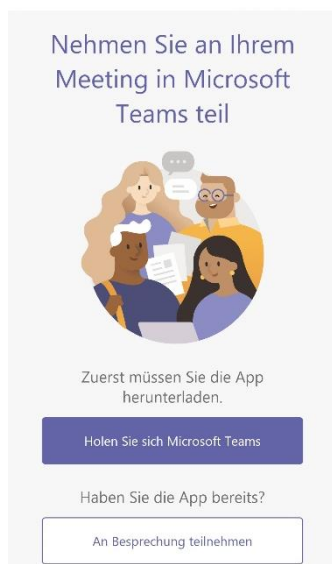 Nehmen Sie an Ihrem
Meeting in Microsoft
Teams teil
Zuerst müssen Sie die App
herunterladen.
Holen Sie sich Microsoft Teams
Haben Sie die App bereits?
An Besprechung teilnehmen